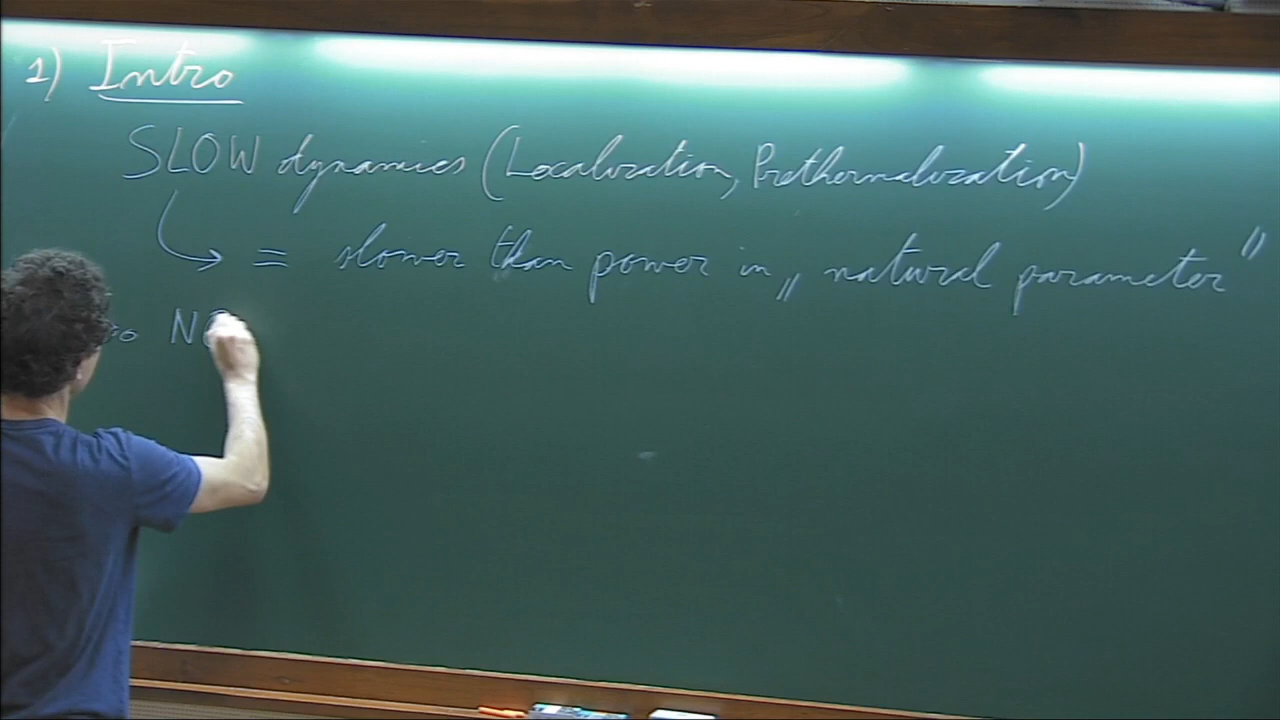 1) Intro
SLOW dynamics (Localization, Prethermalization)
= slower than power in „natural parameter"